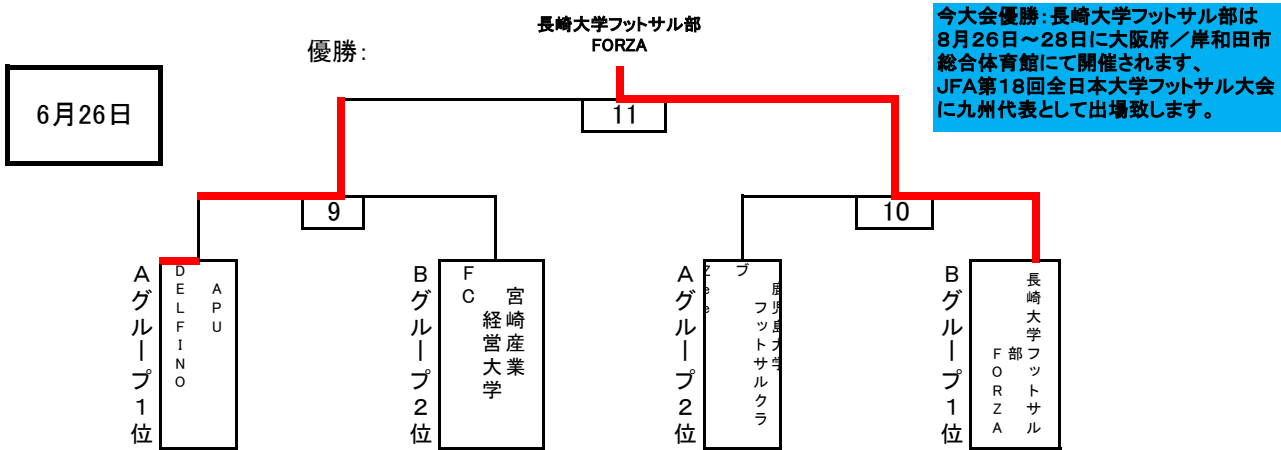 長崎大学フットサル部
FORZA
優勝：
今大会優勝：長崎大学フットサル部は
８月２６日～２８日に大阪府／岸和田市
総合体育館にて開催されます、
JFA第１８回全日本大学フットサル大会
に九州代表として出場致します。
6月26日
11
9
10
Aグループ１位
APU
DELFINO
Bグループ２位
宮崎産業
経営大学
FC
Aグループ２位
鹿児島大学
フットサルクラ
ブ
Zee
Bグループ１位
長崎大学フットサル
部
FORZA